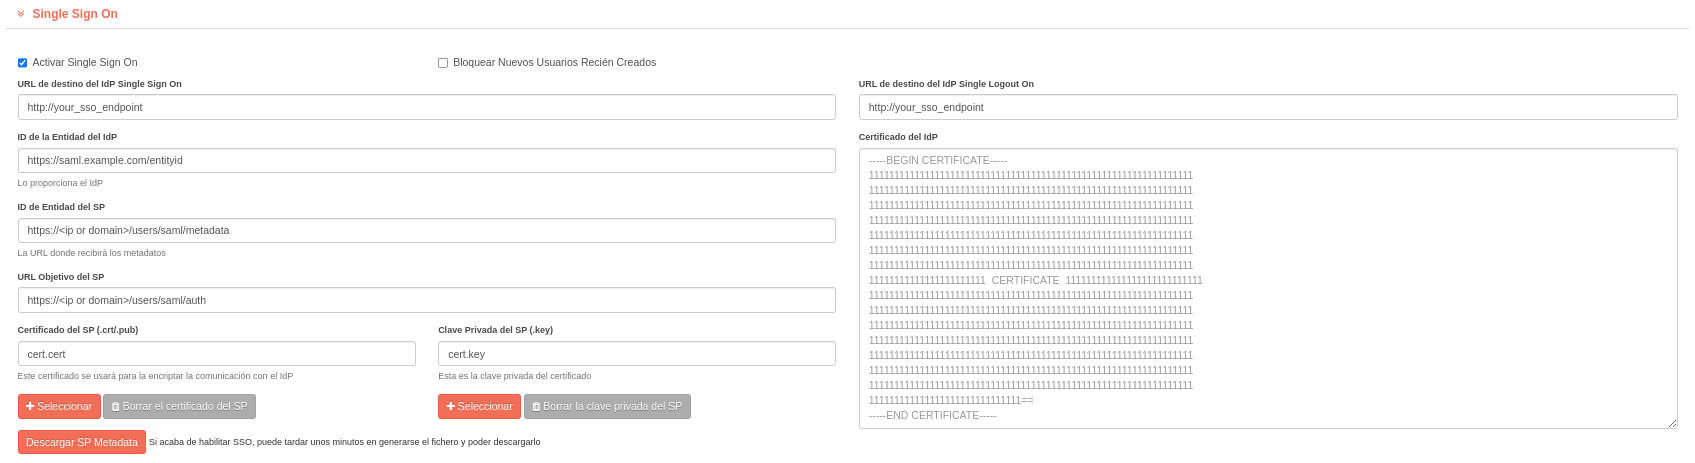 Single Sign On
Activar Single Sign On
Bloquear Nuevos Usuarios Recién Creados
URL de destino del IdP Single Sign On
http://your_sso_endpoint
ID de la Entidad del IdP
https://saml.example.com/entityid
Lo proporciona el IdP
ID de Entidad del SP
https://<ip or domain>/users/saml/metadata
La URL donde recibirá los metadatos
URL Objetivo del SP
https://<ip or domain>/users/saml/auth
Certificado del SP (.crt/.pub)
cert.cert
Este certificado se usará para la encriptar la comunicación con el IdP
Seleccionar
Borrar el certificado del SP
Clave Privada del SP (.key)
cert.key
Esta es la clave privada del certificado
Seleccionar
Borrar la clave privada del SP
Descargar SP Metadata
Si acaba de habilitar SSO, puede tardar unos minutos en generarse el fichero y poder descargarlo
URL de destino del IdP Single Logout On
http://your_sso_endpoint
Certificado del IdP
-----BEGIN CERTIFICATE-----
1111111111111111111111111111111111111111111111111111111111111111
1111111111111111111111111111111111111111111111111111111111111111
1111111111111111111111111111111111111111111111111111111111111111
1111111111111111111111111111111111111111111111111111111111111111
1111111111111111111111111111111111111111111111111111111111111111
1111111111111111111111111111111111111111111111111111111111111111
1111111111111111111111111111111111111111111111111111111111111111
11111111111111111111111 CERTIFICATE 111111111111111111111111111
1111111111111111111111111111111111111111111111111111111111111111
1111111111111111111111111111111111111111111111111111111111111111
1111111111111111111111111111111111111111111111111111111111111111
1111111111111111111111111111111111111111111111111111111111111111
1111111111111111111111111111111111111111111111111111111111111111
1111111111111111111111111111111111111111111111111111111111111111
1111111111111111111111111111111111111111111111111111111111111111
111111111111111111111111111111==
-----END CERTIFICATE-----